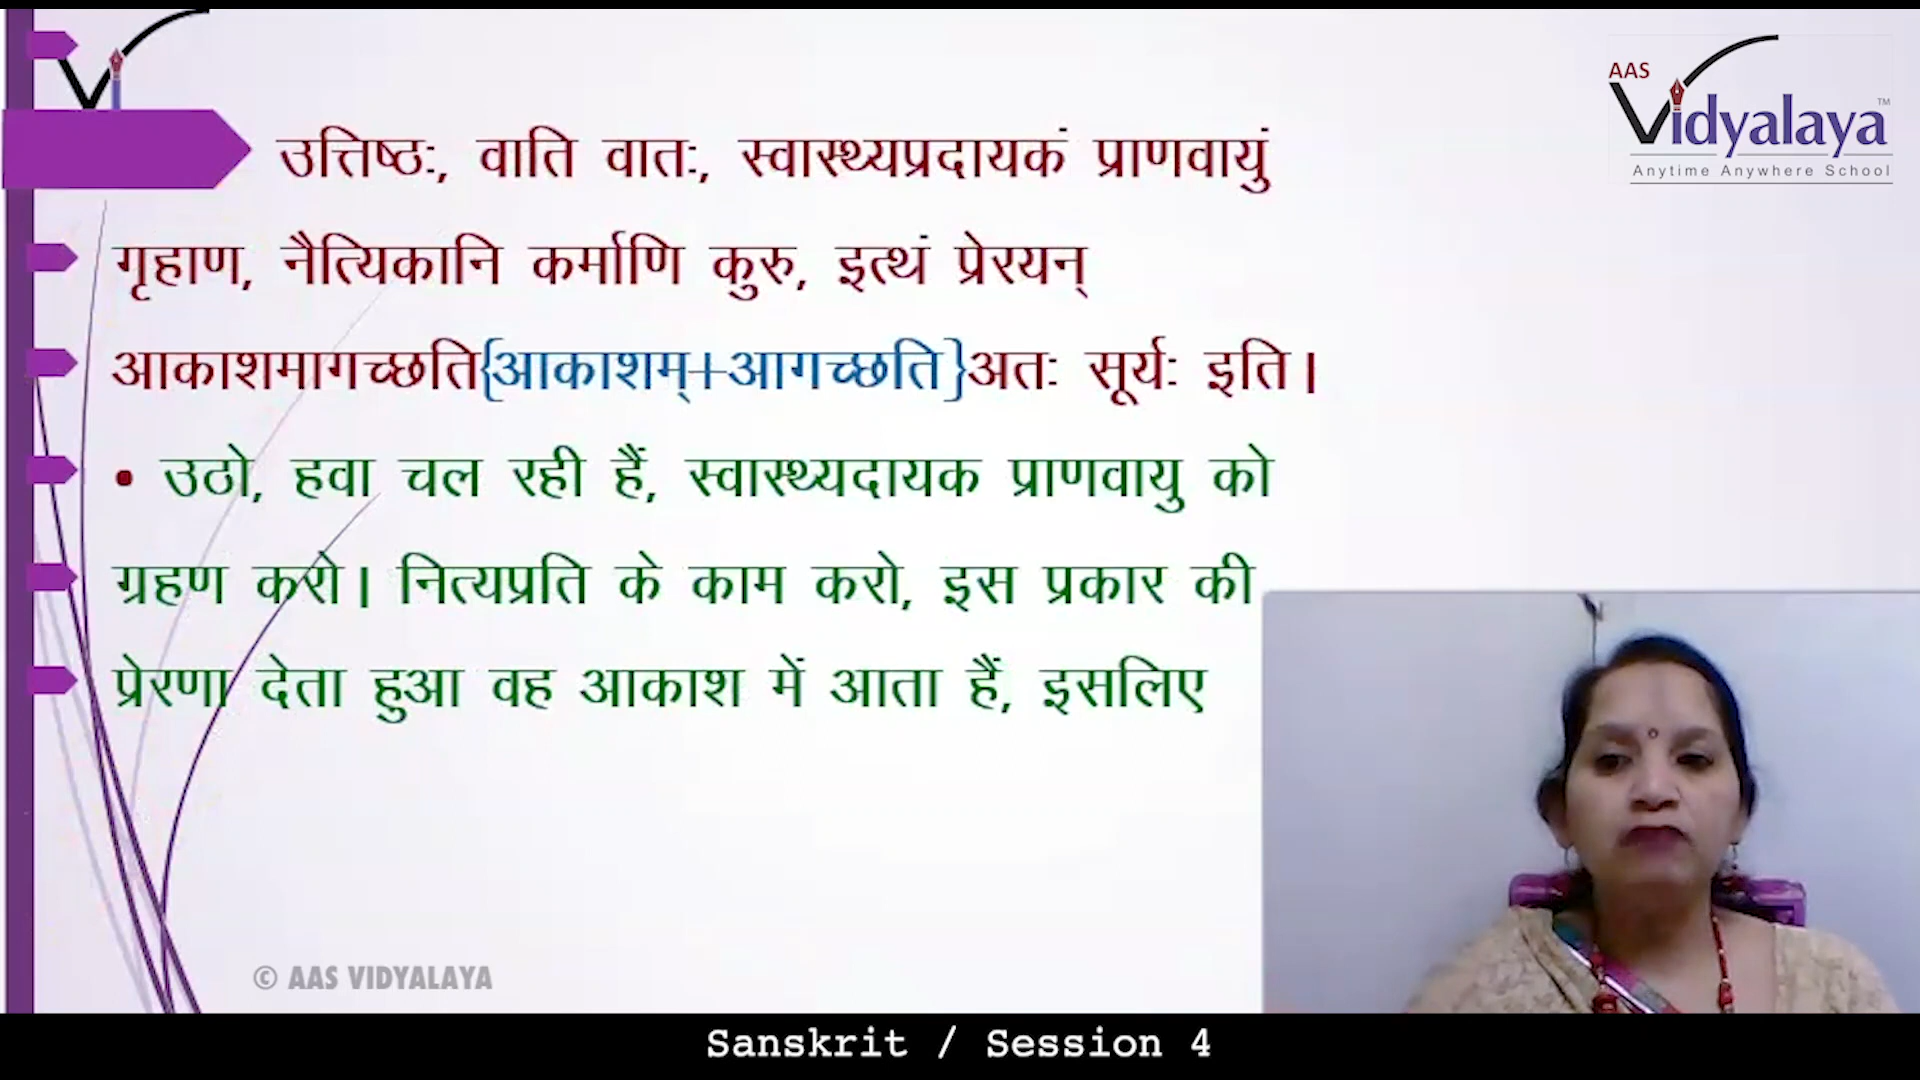 AAS
Vidyalaya™
Anytime Anywhere School
उत्तिष्ठः, वाति वातः, स्वास्थ्यप्रदायकं प्राणवायुं
गृहाण, नैत्यिकानि कर्माणि कुरु, इत्थं प्रेरयन्
आकाशमागच्छति{आकाशम्+आगच्छति}अतः सूर्यः इति।
• उठो, हवा चल रही हैं, स्वास्थ्यदायक प्राणवायु को
ग्रहण करो। नित्यप्रति के काम करो, इस प्रकार की
प्रेरणा देता हुआ वह आकाश में आता हैं, इसलिए
© AAS VIDYALAYA
Sanskrit / Session 4